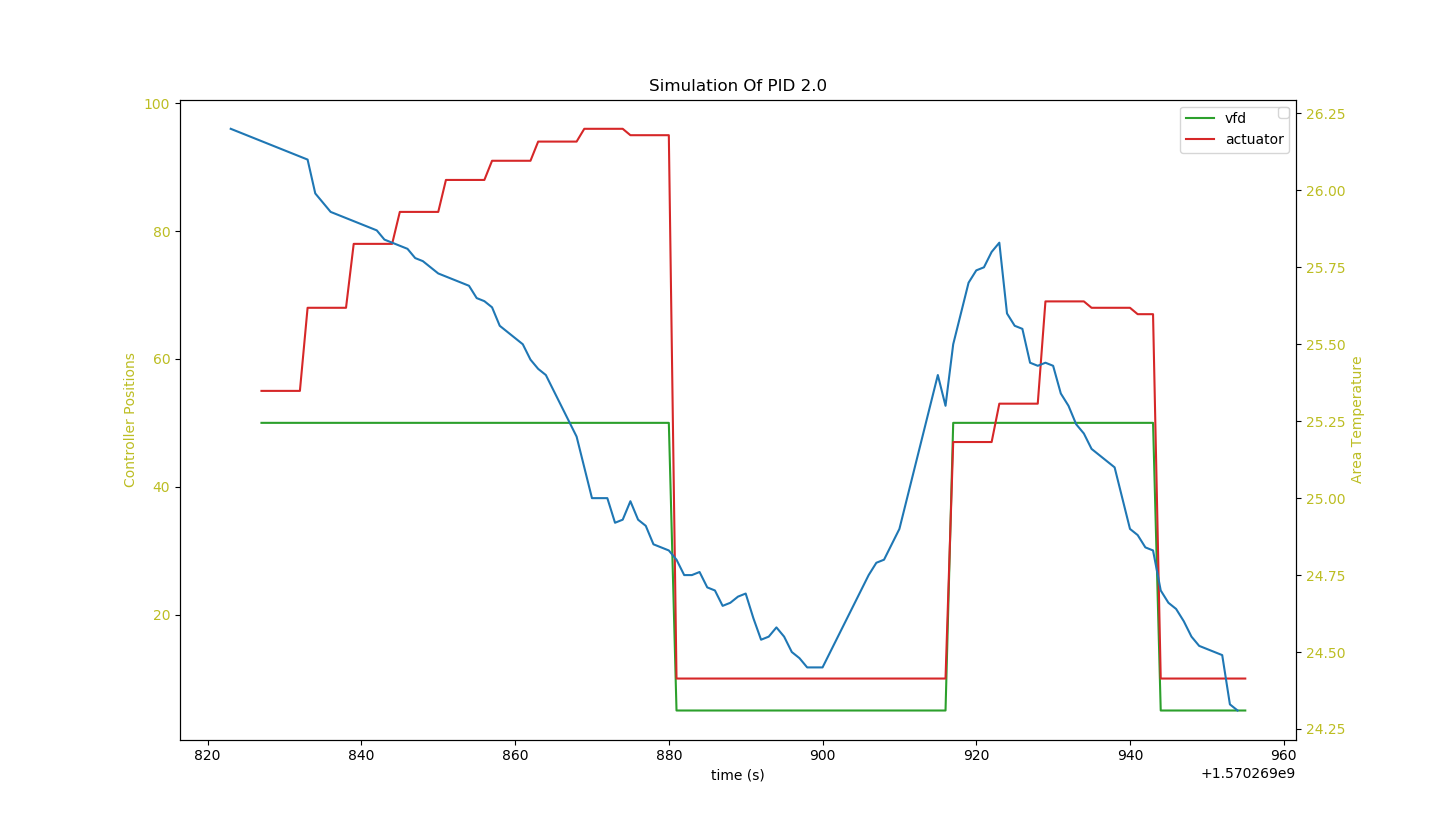 Simulation Of PID 2.0
100
80
60
40
20
Controller Positions
26.25
26.00
25.75
25.50
25.25
25.00
24.75
24.50
24.25
Area Temperature
vfd
actuator
820 840 860 880 900 920 940 960
time (s)
+1.570269e9